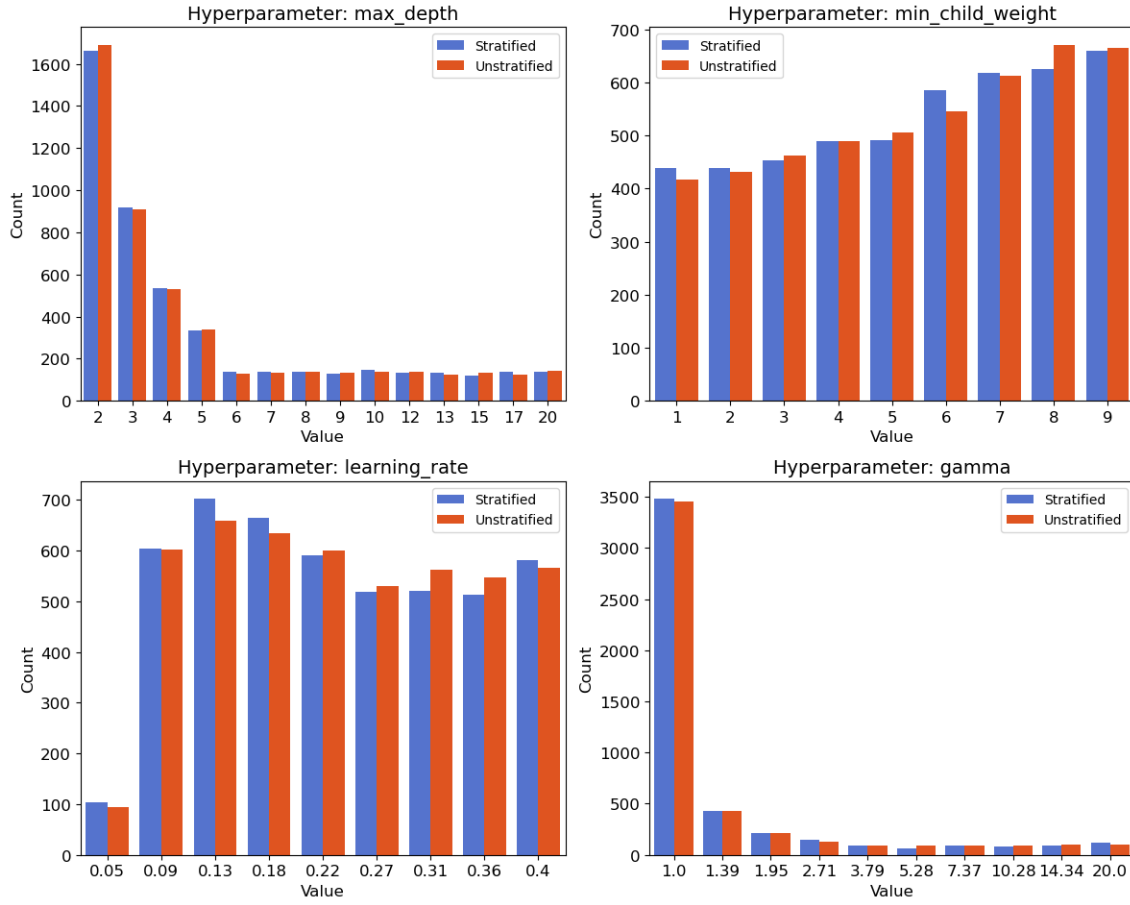 Hyperparameter: max_depth
Stratified
Unstratified
Count
1600
1400
1200
1000
800
600
400
200
0
2 3 4 5 6 7 8 9 10 12 13 15 17 20
Value
Hyperparameter: min_child_weight
Stratified
Unstratified
Count
700
600
500
400
300
200
100
0
1 2 3 4 5 6 7 8 9
Value
Hyperparameter: learning_rate
Stratified
Unstratified
Count
700
600
500
400
300
200
100
0
0.05 0.09 0.13 0.18 0.22 0.27 0.31 0.36 0.4
Value
Hyperparameter: gamma
Stratified
Unstratified
Count
3500
3000
2500
2000
1500
1000
500
0
1.0 1.39 1.95 2.71 3.79 5.28 7.37 10.28 14.34 20.0
Value